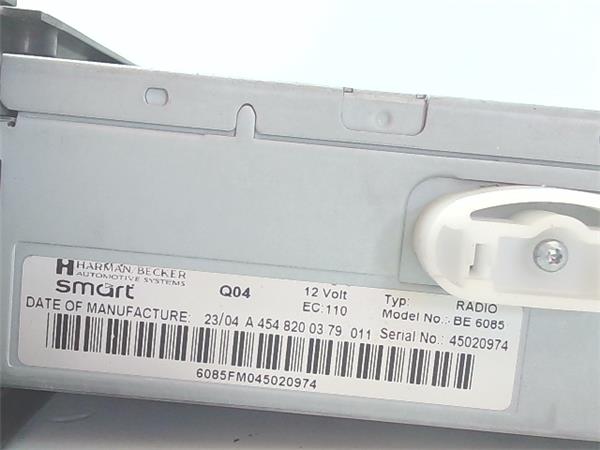 HARMAN/BECKER
AUTOMOTIVE SYSTEMS
smart Q04 12 Volt Typ: RADIO
EC:110 Model No.: BE 6085
DATE OF MANUFACTURE: 23/04 A 454 820 03 79 011 Serial No.: 45020974
6085FM045020974